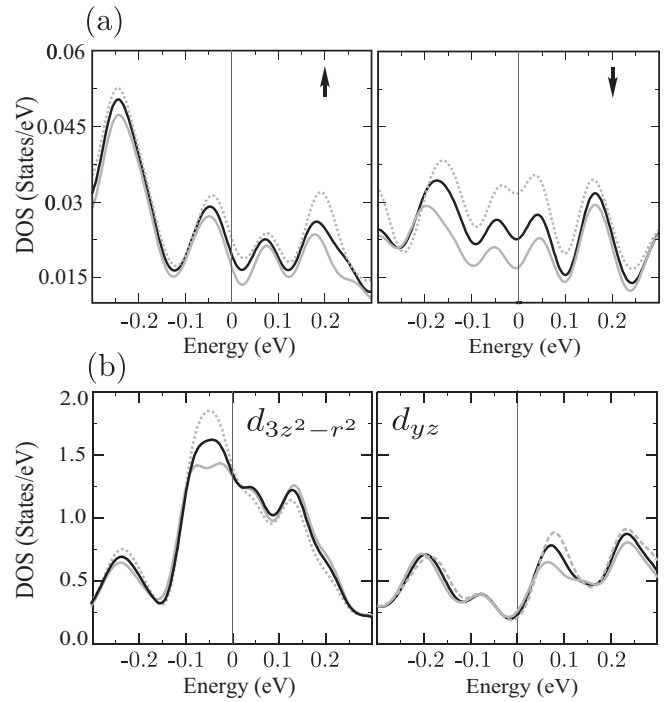 (a)
0.06
0.045
0.03
0.015
DOS (States/eV)
-0.2 -0.1 0 0.1 0.2
-0.2 -0.1 0 0.1 0.2
Energy (eV)
Energy (eV)
(b)
d3z²−r²
dyz
2.0
1.5
1.0
0.5
0.0
DOS (States/eV)
-0.2 -0.1 0 0.1 0.2
-0.2 -0.1 0 0.1 0.2
Energy (eV)
Energy (eV)